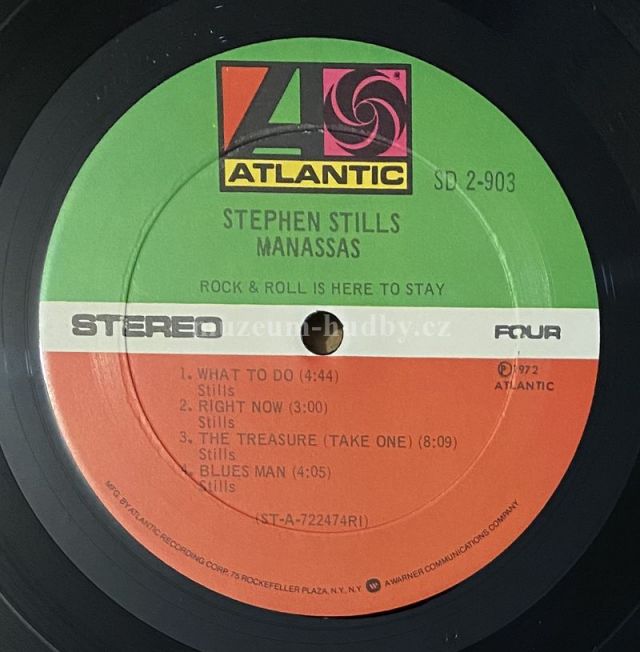 ATLANTIC
SD 2-903
STEPHEN STILLS
MANASSAS
ROCK & ROLL IS HERE TO STAY
STEREO
muzeum-hudby.cz
FOUR
1. WHAT TO DO (4:44)
Stills
2. RIGHT NOW (3:00)
Stills
3. THE TREASURE (TAKE ONE) (8:09)
Stills
4. BLUES MAN (4:05)
Stills
Ⓟ 1972
ATLANTIC
(ST-A-722474RI)
MFG. BY ATLANTIC RECORDING CORP., 75 ROCKEFELLER PLAZA, N.Y., N.Y. A WARNER COMMUNICATIONS COMPANY